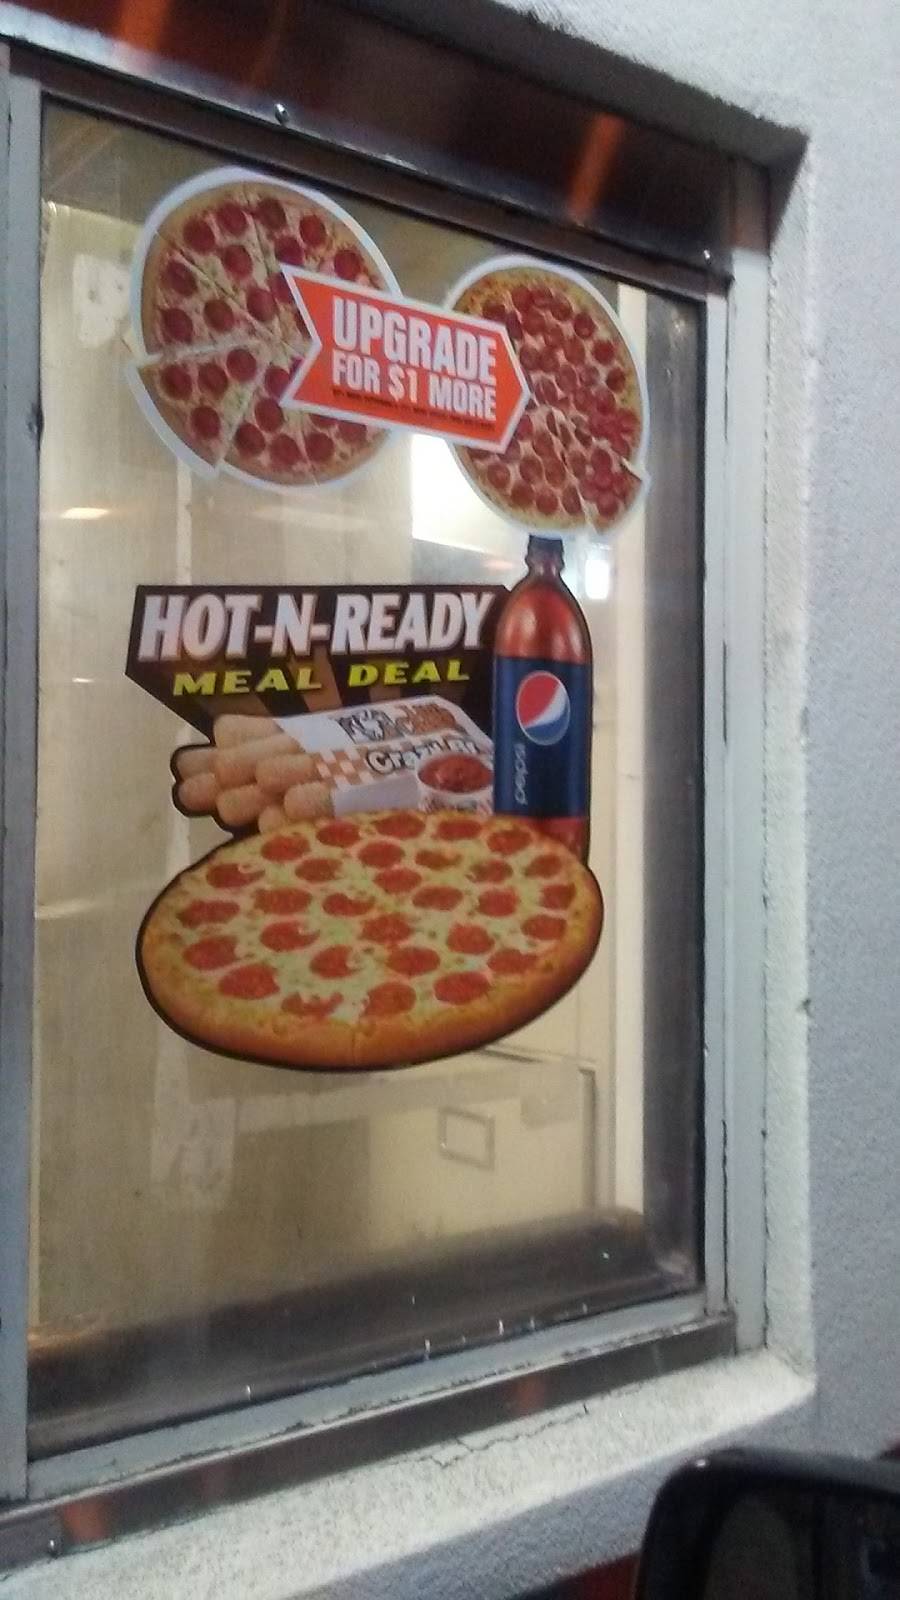 UPGRADE
FOR $1 MORE
HOT-N-READY
MEAL DEAL
pepsi